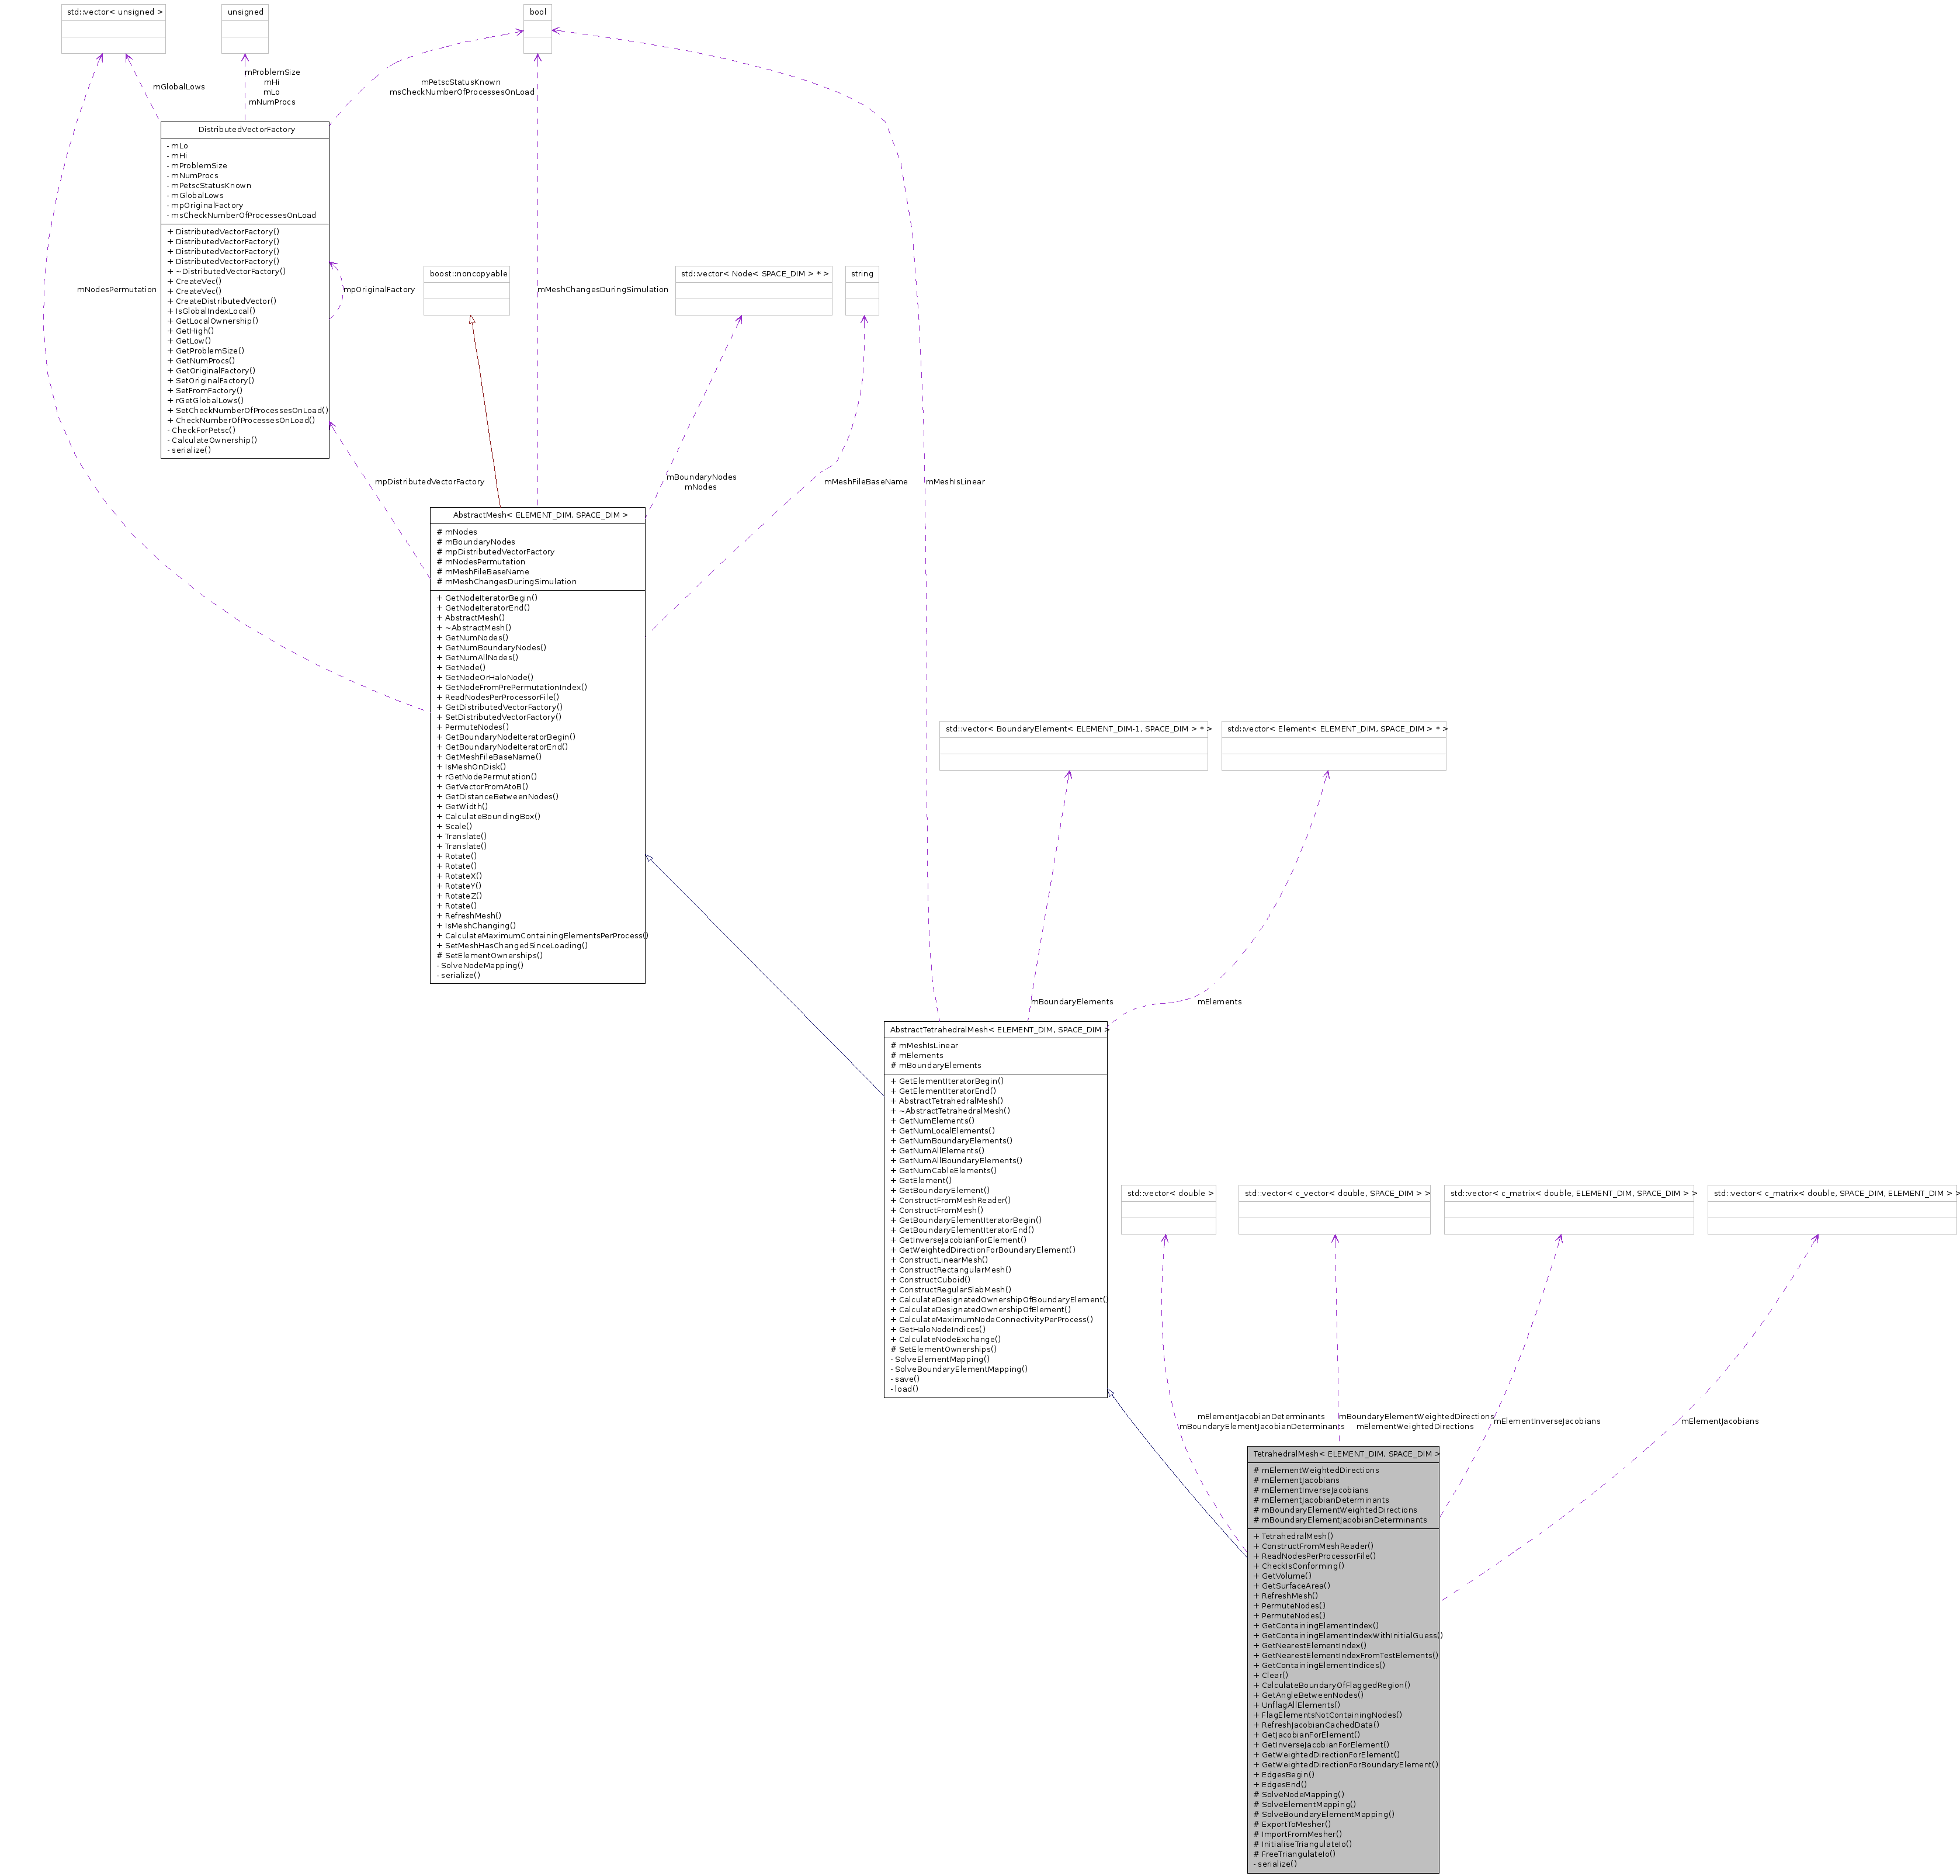 std::vector< unsigned >
unsigned
bool
mProblemSize
mHi
mLo
mNumProcs
mGlobalLows
mPetscStatusKnown
msCheckNumberOfProcessesOnLoad
DistributedVectorFactory
- mLo
- mHi
- mProblemSize
- mNumProcs
- mPetscStatusKnown
- mGlobalLows
- mpOriginalFactory
- msCheckNumberOfProcessesOnLoad
+ DistributedVectorFactory()
+ DistributedVectorFactory()
+ DistributedVectorFactory()
+ DistributedVectorFactory()
+ ~DistributedVectorFactory()
+ CreateVec()
+ CreateVec()
+ CreateDistributedVector()
+ IsGlobalIndexLocal()
+ GetLocalOwnership()
+ GetHigh()
+ GetLow()
+ GetProblemSize()
+ GetNumProcs()
+ GetOriginalFactory()
+ SetOriginalFactory()
+ SetFromFactory()
+ rGetGlobalLows()
+ SetCheckNumberOfProcessesOnLoad()
+ CheckNumberOfProcessesOnLoad()
- CheckForPetsc()
- CalculateOwnership()
- serialize()
boost::noncopyable
std::vector< Node< SPACE_DIM > * >
string
mNodesPermutation
mpOriginalFactory
mMeshChangesDuringSimulation
mpDistributedVectorFactory
mBoundaryNodes
mNodes
mMeshFileBaseName
mMeshIsLinear
AbstractMesh< ELEMENT_DIM, SPACE_DIM >
# mNodes
# mBoundaryNodes
# mpDistributedVectorFactory
# mNodesPermutation
# mMeshFileBaseName
# mMeshChangesDuringSimulation
+ GetNodeIteratorBegin()
+ GetNodeIteratorEnd()
+ AbstractMesh()
+ ~AbstractMesh()
+ GetNumNodes()
+ GetNumBoundaryNodes()
+ GetNumAllNodes()
+ GetNode()
+ GetNodeOrHaloNode()
+ GetNodeFromPrePermutationIndex()
+ ReadNodesPerProcessorFile()
+ GetDistributedVectorFactory()
+ SetDistributedVectorFactory()
+ PermuteNodes()
+ GetBoundaryNodeIteratorBegin()
+ GetBoundaryNodeIteratorEnd()
+ GetMeshFileBaseName()
+ IsMeshOnDisk()
+ rGetNodePermutation()
+ GetVectorFromAtoB()
+ GetDistanceBetweenNodes()
+ GetWidth()
+ CalculateBoundingBox()
+ Scale()
+ Translate()
+ Translate()
+ Rotate()
+ Rotate()
+ RotateX()
+ RotateY()
+ RotateZ()
+ Rotate()
+ RefreshMesh()
+ IsMeshChanging()
+ CalculateMaximumContainingElementsPerProcess()
+ SetMeshHasChangedSinceLoading()
# SetElementOwnerships()
- SolveNodeMapping()
- serialize()
std::vector< BoundaryElement< ELEMENT_DIM-1, SPACE_DIM > * >
std::vector< Element< ELEMENT_DIM, SPACE_DIM > * >
mBoundaryElements
mElements
AbstractTetrahedralMesh< ELEMENT_DIM, SPACE_DIM >
# mMeshIsLinear
# mElements
# mBoundaryElements
+ GetElementIteratorBegin()
+ GetElementIteratorEnd()
+ AbstractTetrahedralMesh()
+ ~AbstractTetrahedralMesh()
+ GetNumElements()
+ GetNumLocalElements()
+ GetNumBoundaryElements()
+ GetNumAllElements()
+ GetNumAllBoundaryElements()
+ GetNumCableElements()
+ GetElement()
+ GetBoundaryElement()
+ ConstructFromMeshReader()
+ ConstructFromMesh()
+ GetBoundaryElementIteratorBegin()
+ GetBoundaryElementIteratorEnd()
+ GetInverseJacobianForElement()
+ GetWeightedDirectionForBoundaryElement()
+ ConstructLinearMesh()
+ ConstructRectangularMesh()
+ ConstructCuboid()
+ ConstructRegularSlabMesh()
+ CalculateDesignatedOwnershipOfBoundaryElement()
+ CalculateDesignatedOwnershipOfElement()
+ CalculateMaximumNodeConnectivityPerProcess()
+ GetHaloNodeIndices()
+ CalculateNodeExchange()
# SetElementOwnerships()
- SolveElementMapping()
- SolveBoundaryElementMapping()
- save()
- load()
std::vector< double >
std::vector< c_vector< double, SPACE_DIM > >
std::vector< c_matrix< double, ELEMENT_DIM, SPACE_DIM > >
std::vector< c_matrix< double, SPACE_DIM, ELEMENT_DIM > >
mElementJacobianDeterminants
mBoundaryElementJacobianDeterminants
mBoundaryElementWeightedDirections
mElementWeightedDirections
mElementInverseJacobians
mElementJacobians
TetrahedralMesh< ELEMENT_DIM, SPACE_DIM >
# mElementWeightedDirections
# mElementJacobians
# mElementInverseJacobians
# mElementJacobianDeterminants
# mBoundaryElementWeightedDirections
# mBoundaryElementJacobianDeterminants
+ TetrahedralMesh()
+ ConstructFromMeshReader()
+ ReadNodesPerProcessorFile()
+ CheckIsConforming()
+ GetVolume()
+ GetSurfaceArea()
+ RefreshMesh()
+ PermuteNodes()
+ PermuteNodes()
+ GetContainingElementIndex()
+ GetContainingElementIndexWithInitialGuess()
+ GetNearestElementIndex()
+ GetNearestElementIndexFromTestElements()
+ GetContainingElementIndices()
+ Clear()
+ CalculateBoundaryOfFlaggedRegion()
+ GetAngleBetweenNodes()
+ UnflagAllElements()
+ FlagElementsNotContainingNodes()
+ RefreshJacobianCachedData()
+ GetJacobianForElement()
+ GetInverseJacobianForElement()
+ GetWeightedDirectionForElement()
+ GetWeightedDirectionForBoundaryElement()
+ EdgesBegin()
+ EdgesEnd()
# SolveNodeMapping()
# SolveElementMapping()
# SolveBoundaryElementMapping()
# ExportToMesher()
# ImportFromMesher()
# InitialiseTriangulateIo()
# FreeTriangulateIo()
- serialize()